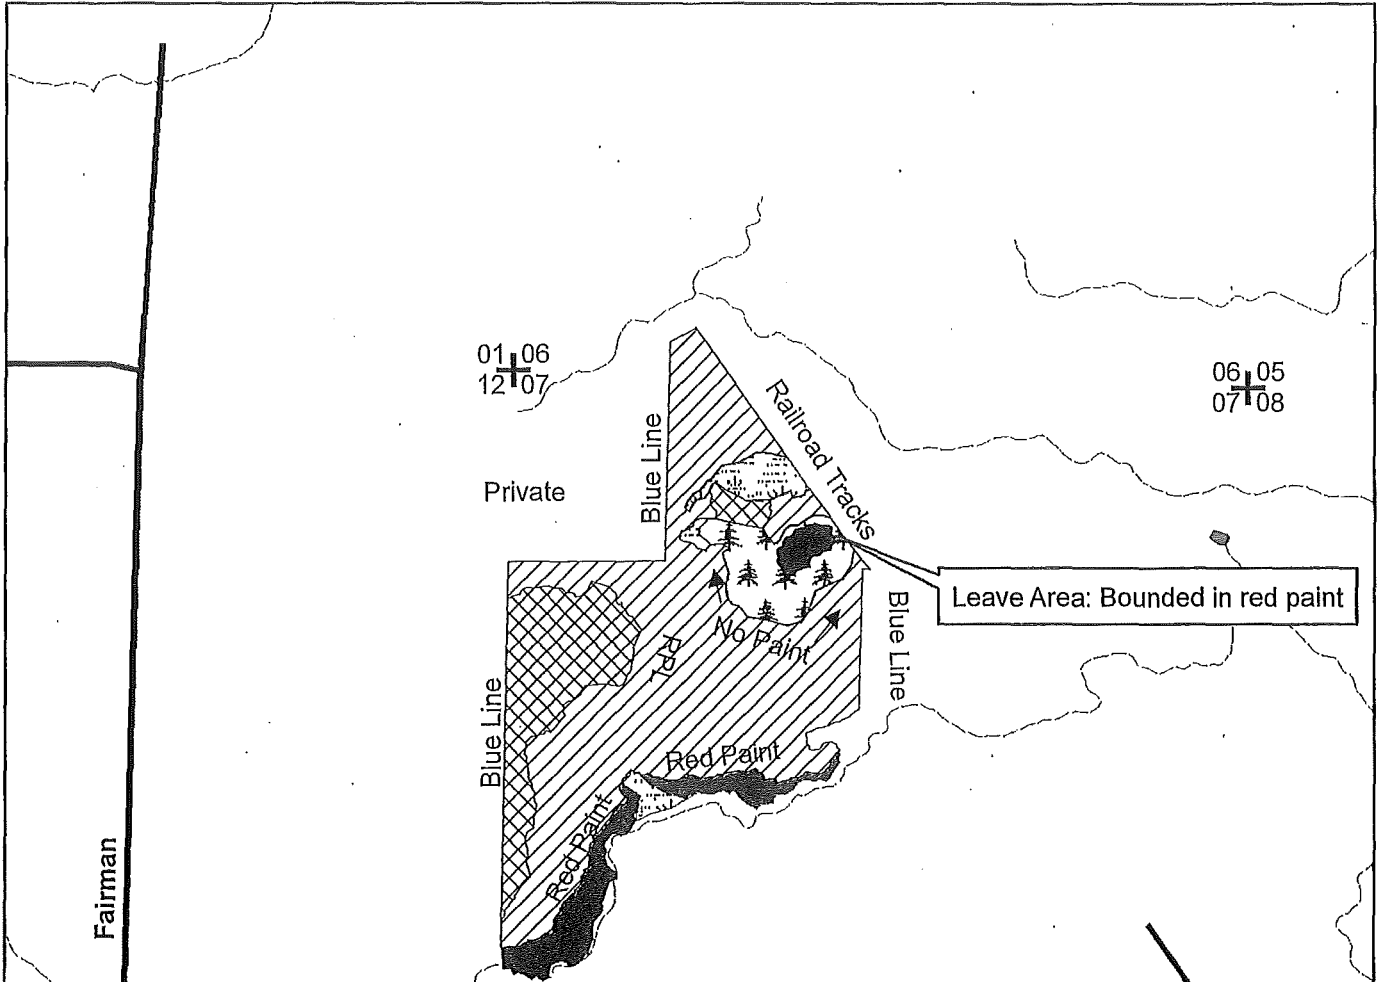 01 06
12 07
06 05
07 08
Railroad Tracks
Blue Line
Private
Leave Area: Bounded in red paint
No Paint
RP1
Blue Line
Blue Line
Red Paint
Red Paint
Fairman